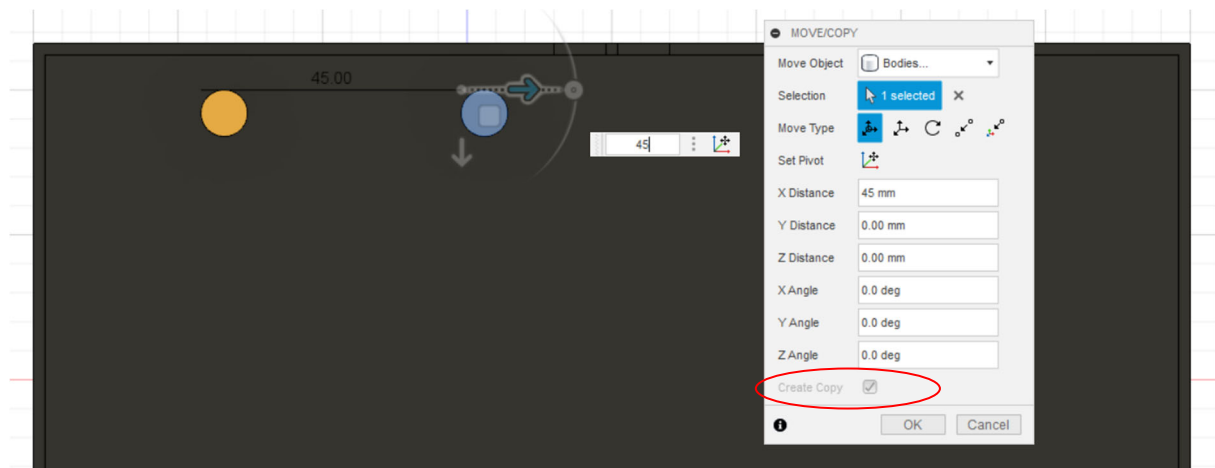 MOVE/COPY
Move Object Bodies...
45.00
Selection 1 selected
Move Type
45
Set Pivot
X Distance 45 mm
Y Distance 0.00 mm
Z Distance 0.00 mm
X Angle 0.0 deg
Y Angle 0.0 deg
Z Angle 0.0 deg
Create Copy
OK Cancel